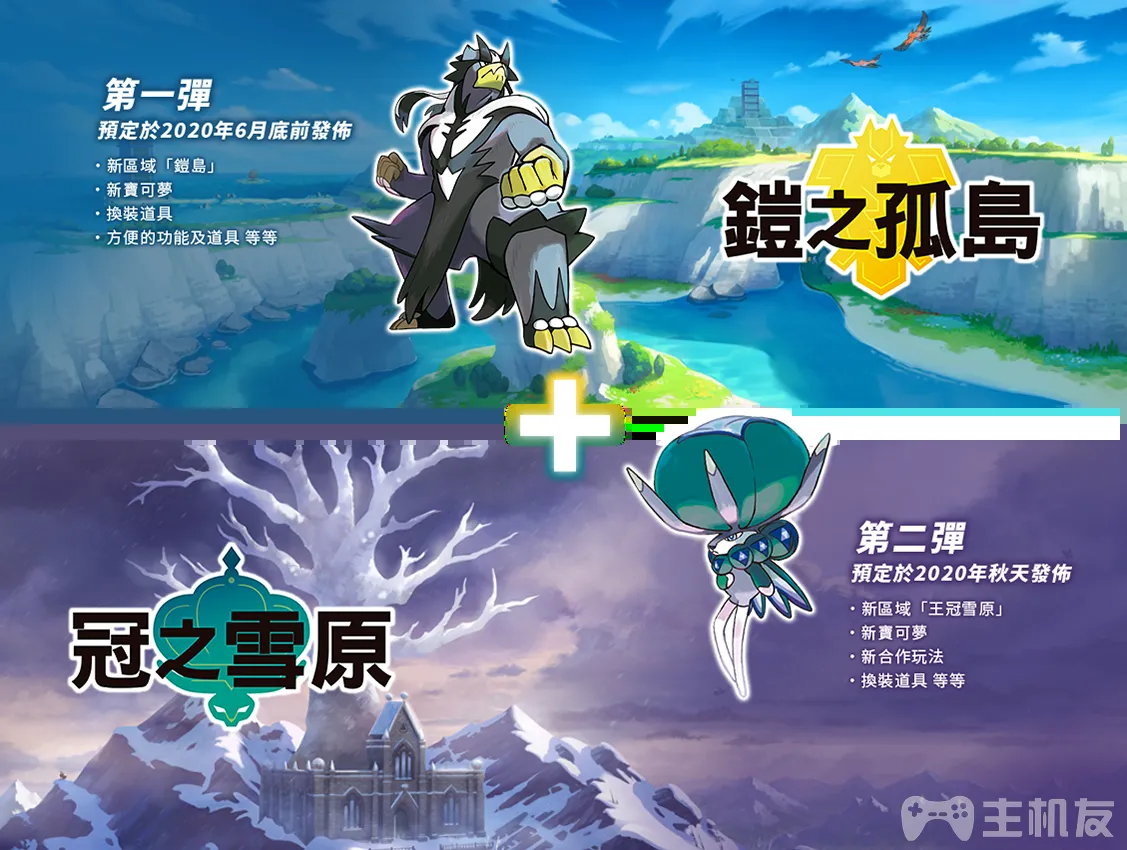 第一彈
預定於2020年6月底前發佈
・新區域「鎧島」
・新寶可夢
・換裝道具
・方便的功能及道具 等等
鎧之孤島
+
第二彈
預定於2020年秋天發佈
・新區域「王冠雪原」
・新寶可夢
・新合作玩法
・換裝道具 等等
冠之雪原
主机友